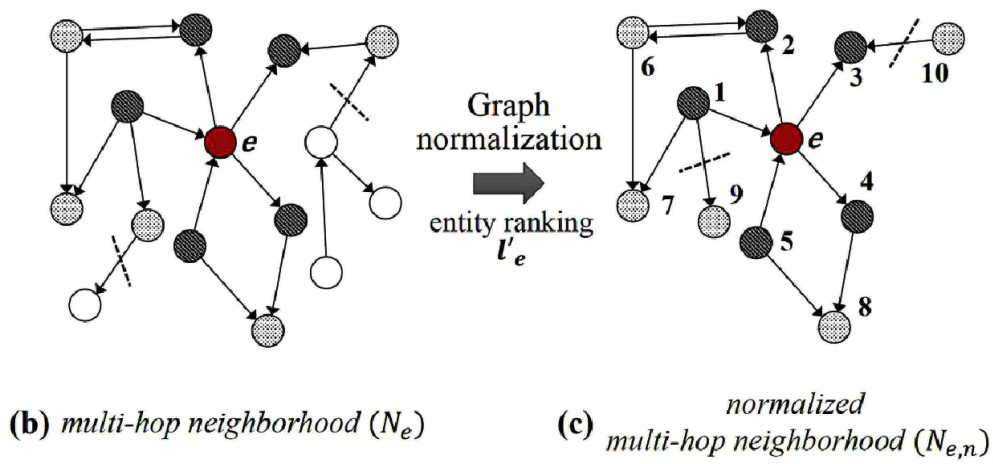 e
Graph
normalization
entity ranking
l'e
1
2
3
4
5
6
7
8
9
10
e
(b) multi-hop neighborhood (Ne)
(c) normalized
multi-hop neighborhood (Ne,n)